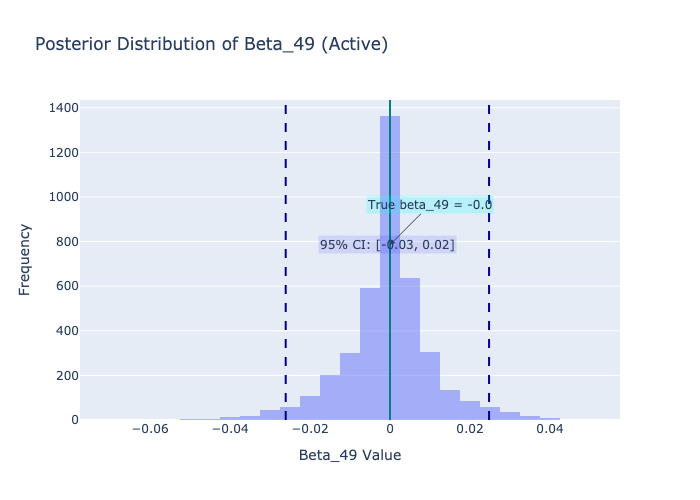 Posterior Distribution of Beta_49 (Active)
1400
1200
1000
800
600
400
200
0
Frequency
True beta_49 = -0.0
95% CI: [-0.03, 0.02]
−0.06
−0.04
−0.02
0
0.02
0.04
Beta_49 Value